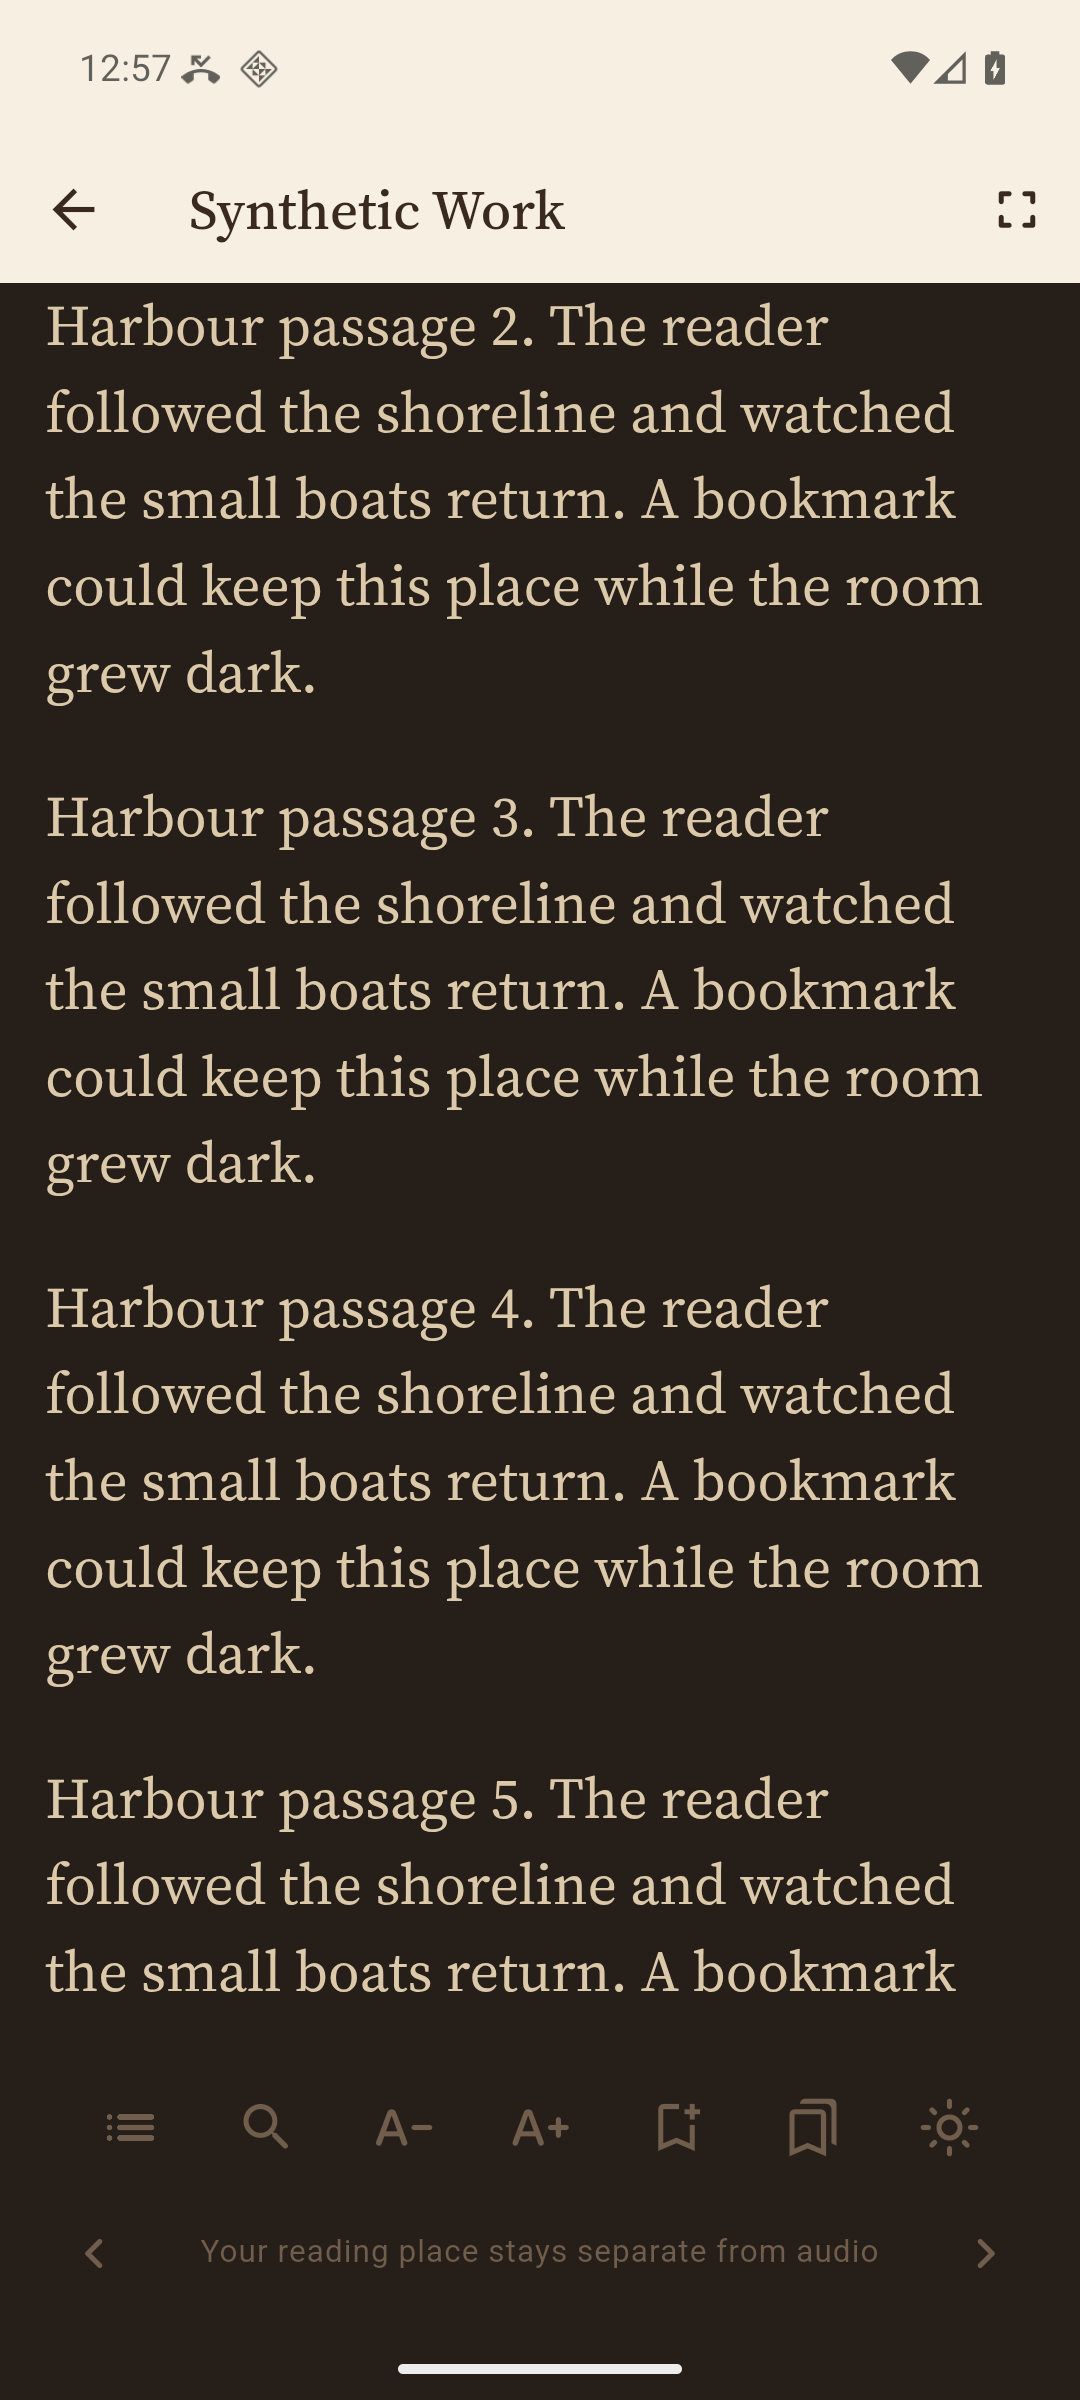 12:57
Synthetic Work
Harbour passage 2. The reader
followed the shoreline and watched
the small boats return. A bookmark
could keep this place while the room
grew dark.
Harbour passage 3. The reader
followed the shoreline and watched
the small boats return. A bookmark
could keep this place while the room
grew dark.
Harbour passage 4. The reader
followed the shoreline and watched
the small boats return. A bookmark
could keep this place while the room
grew dark.
Harbour passage 5. The reader
followed the shoreline and watched
the small boats return. A bookmark
A- A+
Your reading place stays separate from audio